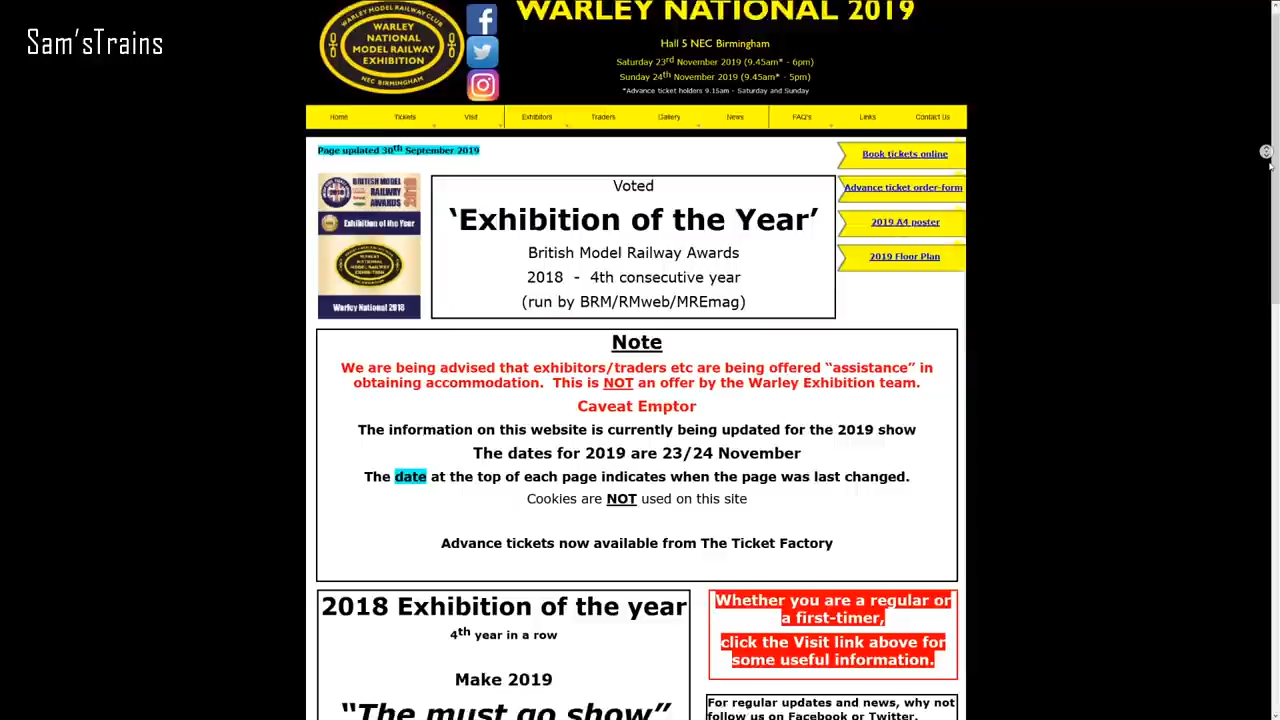 Sam'sTrains
WARLEY MODEL RAILWAY CLUB
WARLEY
NATIONAL
MODEL RAILWAY
EXHIBITION
NEC BIRMINGHAM
WARLEY NATIONAL 2019
Hall 5 NEC Birmingham
Saturday 23rd November 2019 (9.45am* - 6pm)
Sunday 24th November 2019 (9.45am* - 5pm)
*Advance ticket holders 9.15am - Saturday and Sunday
Home Tickets Visit Exhibitors Traders Gallery News FAQ's Links Contact Us
Page updated 30th September 2019
Book tickets online
Advance ticket order-form
2019 A4 poster
2019 Floor Plan
BRITISH MODEL
RAILWAY
AWARDS
2018
Exhibition of the Year
WARLEY
NATIONAL
MODEL RAILWAY
EXHIBITION
Warley National 2018
Voted
‘Exhibition of the Year’
British Model Railway Awards
2018 - 4th consecutive year
(run by BRM/RMweb/MREmag)
Note
We are being advised that exhibitors/traders etc are being offered “assistance” in
obtaining accommodation. This is NOT an offer by the Warley Exhibition team.
Caveat Emptor
The information on this website is currently being updated for the 2019 show
The dates for 2019 are 23/24 November
The date at the top of each page indicates when the page was last changed.
Cookies are NOT used on this site
Advance tickets now available from The Ticket Factory
2018 Exhibition of the year
4th year in a row
Make 2019
“The must go show”
Whether you are a regular or
a first-timer,
click the Visit link above for
some useful information.
For regular updates and news, why not
follow us on Facebook or Twitter.